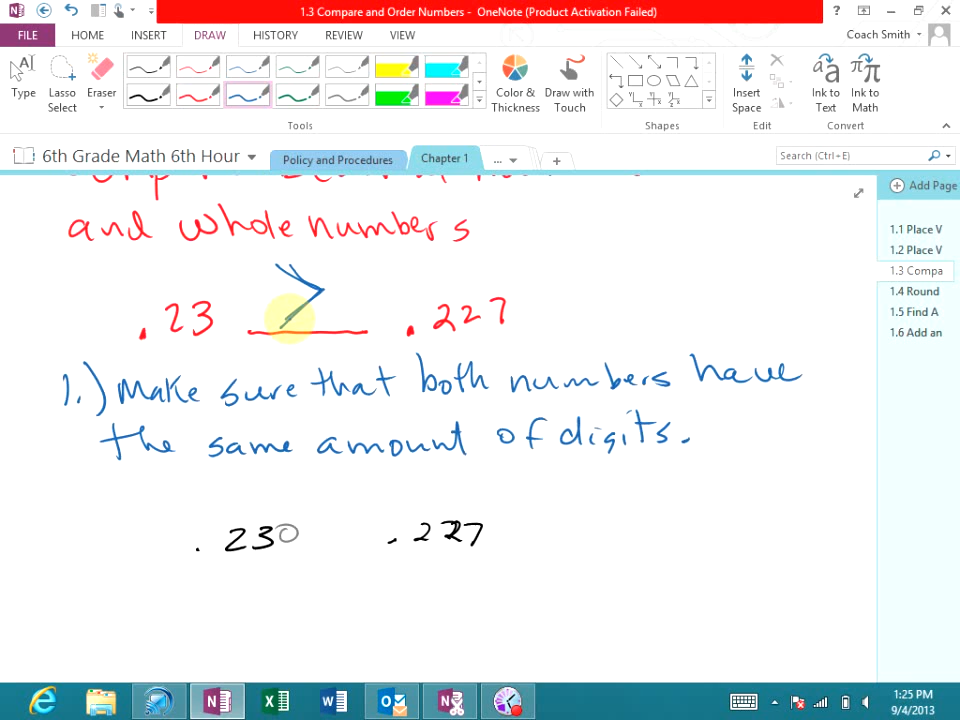 1.3 Compare and Order Numbers - OneNote (Product Activation Failed)
FILE HOME INSERT DRAW HISTORY REVIEW VIEW Coach Smith
Type Lasso Select Eraser Color & Thickness Draw with Touch Insert Space Ink to Text Ink to Math
Tools Shapes Edit Convert
6th Grade Math 6th Hour Policy and Procedures Chapter 1 ... Search (Ctrl+E)
Add Page
and whole numbers
1.1 Place V
1.2 Place V
1.3 Compa
1.4 Round
1.5 Find A
1.6 Add an
.23 > .227
1.) Make sure that both numbers have
the same amount of digits.
.230 .227
1:25 PM
9/4/2013